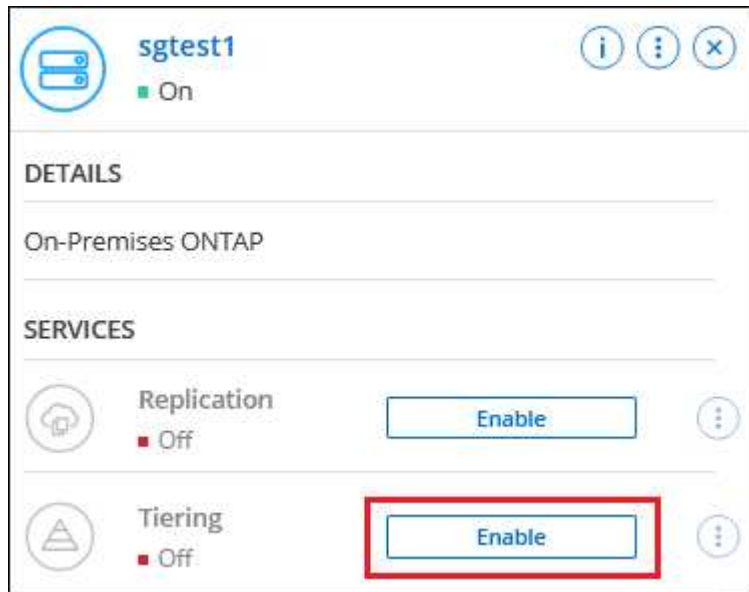 sgtest1
On
DETAILS
On-Premises ONTAP
SERVICES
Replication
Off
Enable
Tiering
Off
Enable